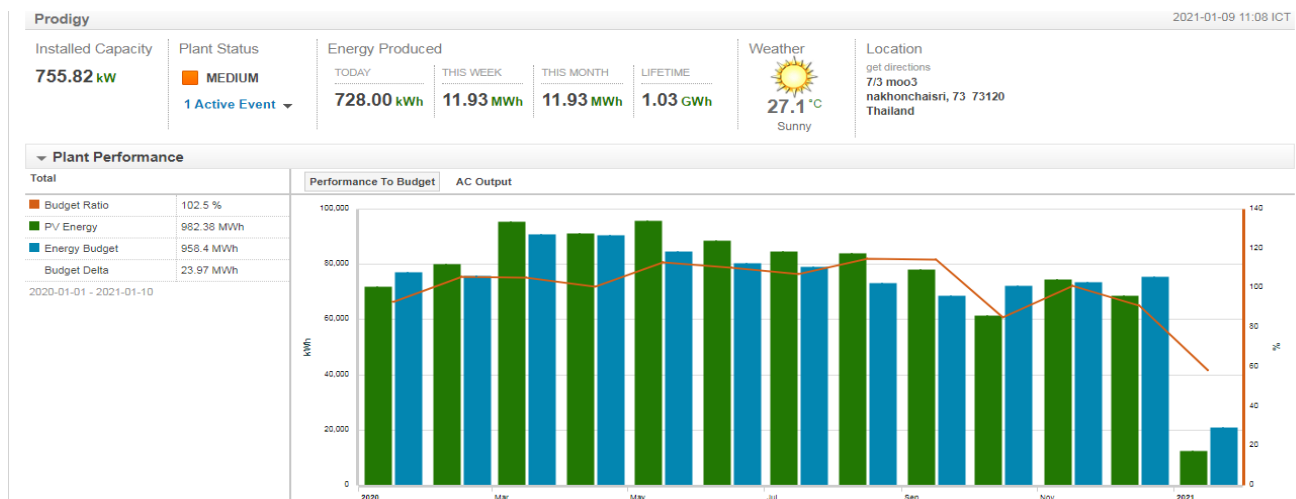 Prodigy
2021-01-09 11:08 ICT
Installed Capacity
755.82 kW
Plant Status
MEDIUM
1 Active Event
Energy Produced
TODAY THIS WEEK THIS MONTH LIFETIME
728.00 kWh 11.93 MWh 11.93 MWh 1.03 GWh
Weather
27.1 °C
Sunny
Location
get directions
7/3 moo3
nakhonchaisri, 73 73120
Thailand
Plant Performance
Total
Budget Ratio 102.5 %
PV Energy 982.38 MWh
Energy Budget 958.4 MWh
Budget Delta 23.97 MWh
2020-01-01 - 2021-01-10
Performance To Budget AC Output
100,000
80,000
60,000
40,000
20,000
0
kWh
140
120
100
80
60
40
20
0
%
2020 Mar May Jul Sep Nov 2021